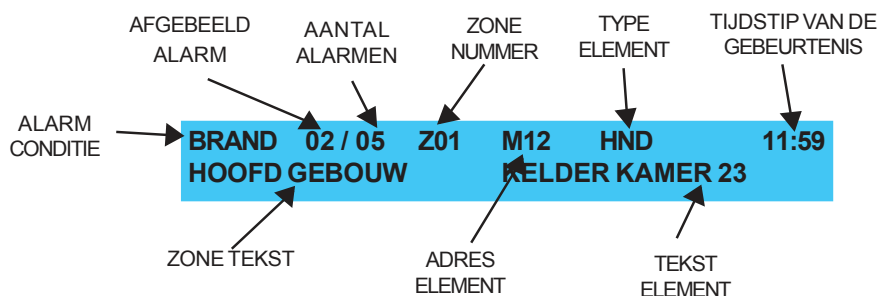 AFGEBEELD
ALARM
AANTAL
ALARMEN
ZONE
NUMMER
TYPE
ELEMENT
TIJDSTIP VAN DE
GEBEURTENIS
ALARM
CONDITIE
BRAND 02 / 05 Z01 M12 HND 11:59
HOOFD GEBOUW KELDER KAMER 23
ZONE TEKST
ADRES
ELEMENT
TEKST
ELEMENT